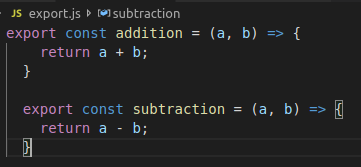 JS export.js › subtraction
export const addition = (a, b) => {
    return a + b;
  }

  export const subtraction = (a, b) => {
    return a - b;
  }